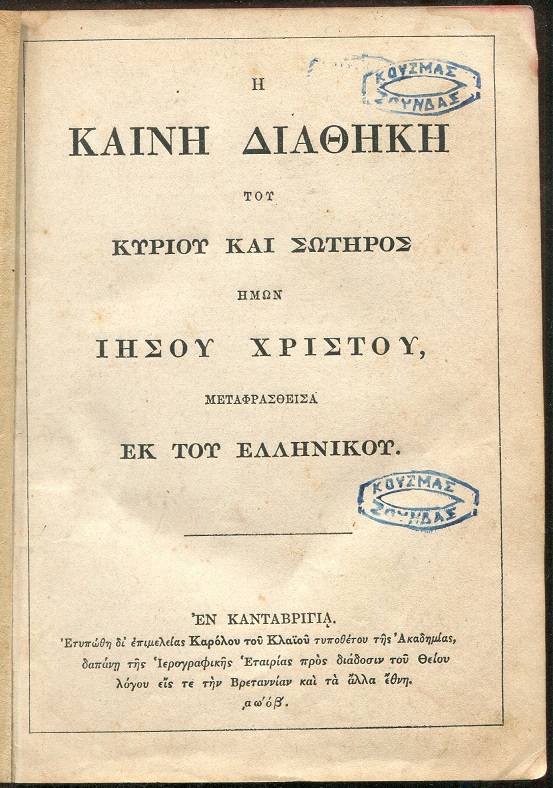 Η
ΚΟΥΖΜΑΣ
ΖΟΥΝΔΑΣ
ΚΑΙΝΗ ΔΙΑΘΗΚΗ
ΤΟΥ
ΚΥΡΙΟΥ ΚΑΙ ΣΩΤΗΡΟΣ
ΗΜΩΝ
ΙΗΣΟΥ ΧΡΙΣΤΟΥ,
ΜΕΤΑΦΡΑΣΘΕΙΣΑ
ΕΚ ΤΟΥ ΕΛΛΗΝΙΚΟΥ.
ΚΟΥΖΜΑΣ
ΖΟΥΝΔΑΣ
ἘΝ ΚΑΝΤΑΒΡΙΓΙᾼ.
Ἐτυπώθη δι' ἐπιμελείας Καρόλου τοῦ Κλαῖου τυποθέτου τῆς Ἀκαδημίας,
δαπάνῃ τῆς Ἱερογραφικῆς Ἑταιρίας πρὸς διάδοσιν τοῦ Θείου
λόγου εἴς τε τὴν Βρεταννίαν καὶ τὰ ἄλλα ἔθνη.
αωόβ'.